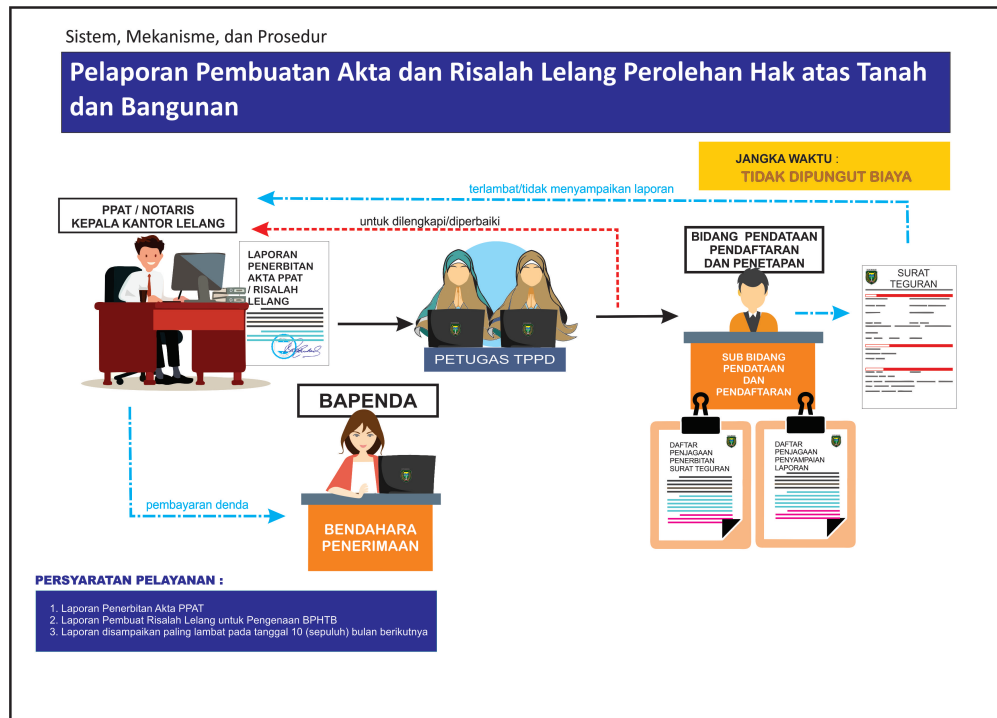 Sistem, Mekanisme, dan Prosedur
Pelaporan Pembuatan Akta dan Risalah Lelang Perolehan Hak atas Tanah
dan Bangunan
JANGKA WAKTU :
TIDAK DIPUNGUT BIAYA
terlambat/tidak menyampaikan laporan
PPAT / NOTARIS
KEPALA KANTOR LELANG
untuk dilengkapi/diperbaiki
BIDANG PENDATAAN
PENDAFTARAN
DAN PENETAPAN
LAPORAN
PENERBITAN
AKTA PPAT
/ RISALAH
LELANG
SURAT
TEGURAN
PETUGAS TPPD
SUB BIDANG
PENDATAAN
DAN
PENDAFTARAN
BAPENDA
DAFTAR
PENJAGAAN
PENERBITAN
SURAT TEGURAN
DAFTAR
PENJAGAAN
PENYAMPAIAN
LAPORAN
pembayaran denda
BENDAHARA
PENERIMAAN
PERSYARATAN PELAYANAN :
1. Laporan Penerbitan Akta PPAT
2. Laporan Pembuat Risalah Lelang untuk Pengenaan BPHTB
3. Laporan disampaikan paling lambat pada tanggal 10 (sepuluh) bulan berikutnya